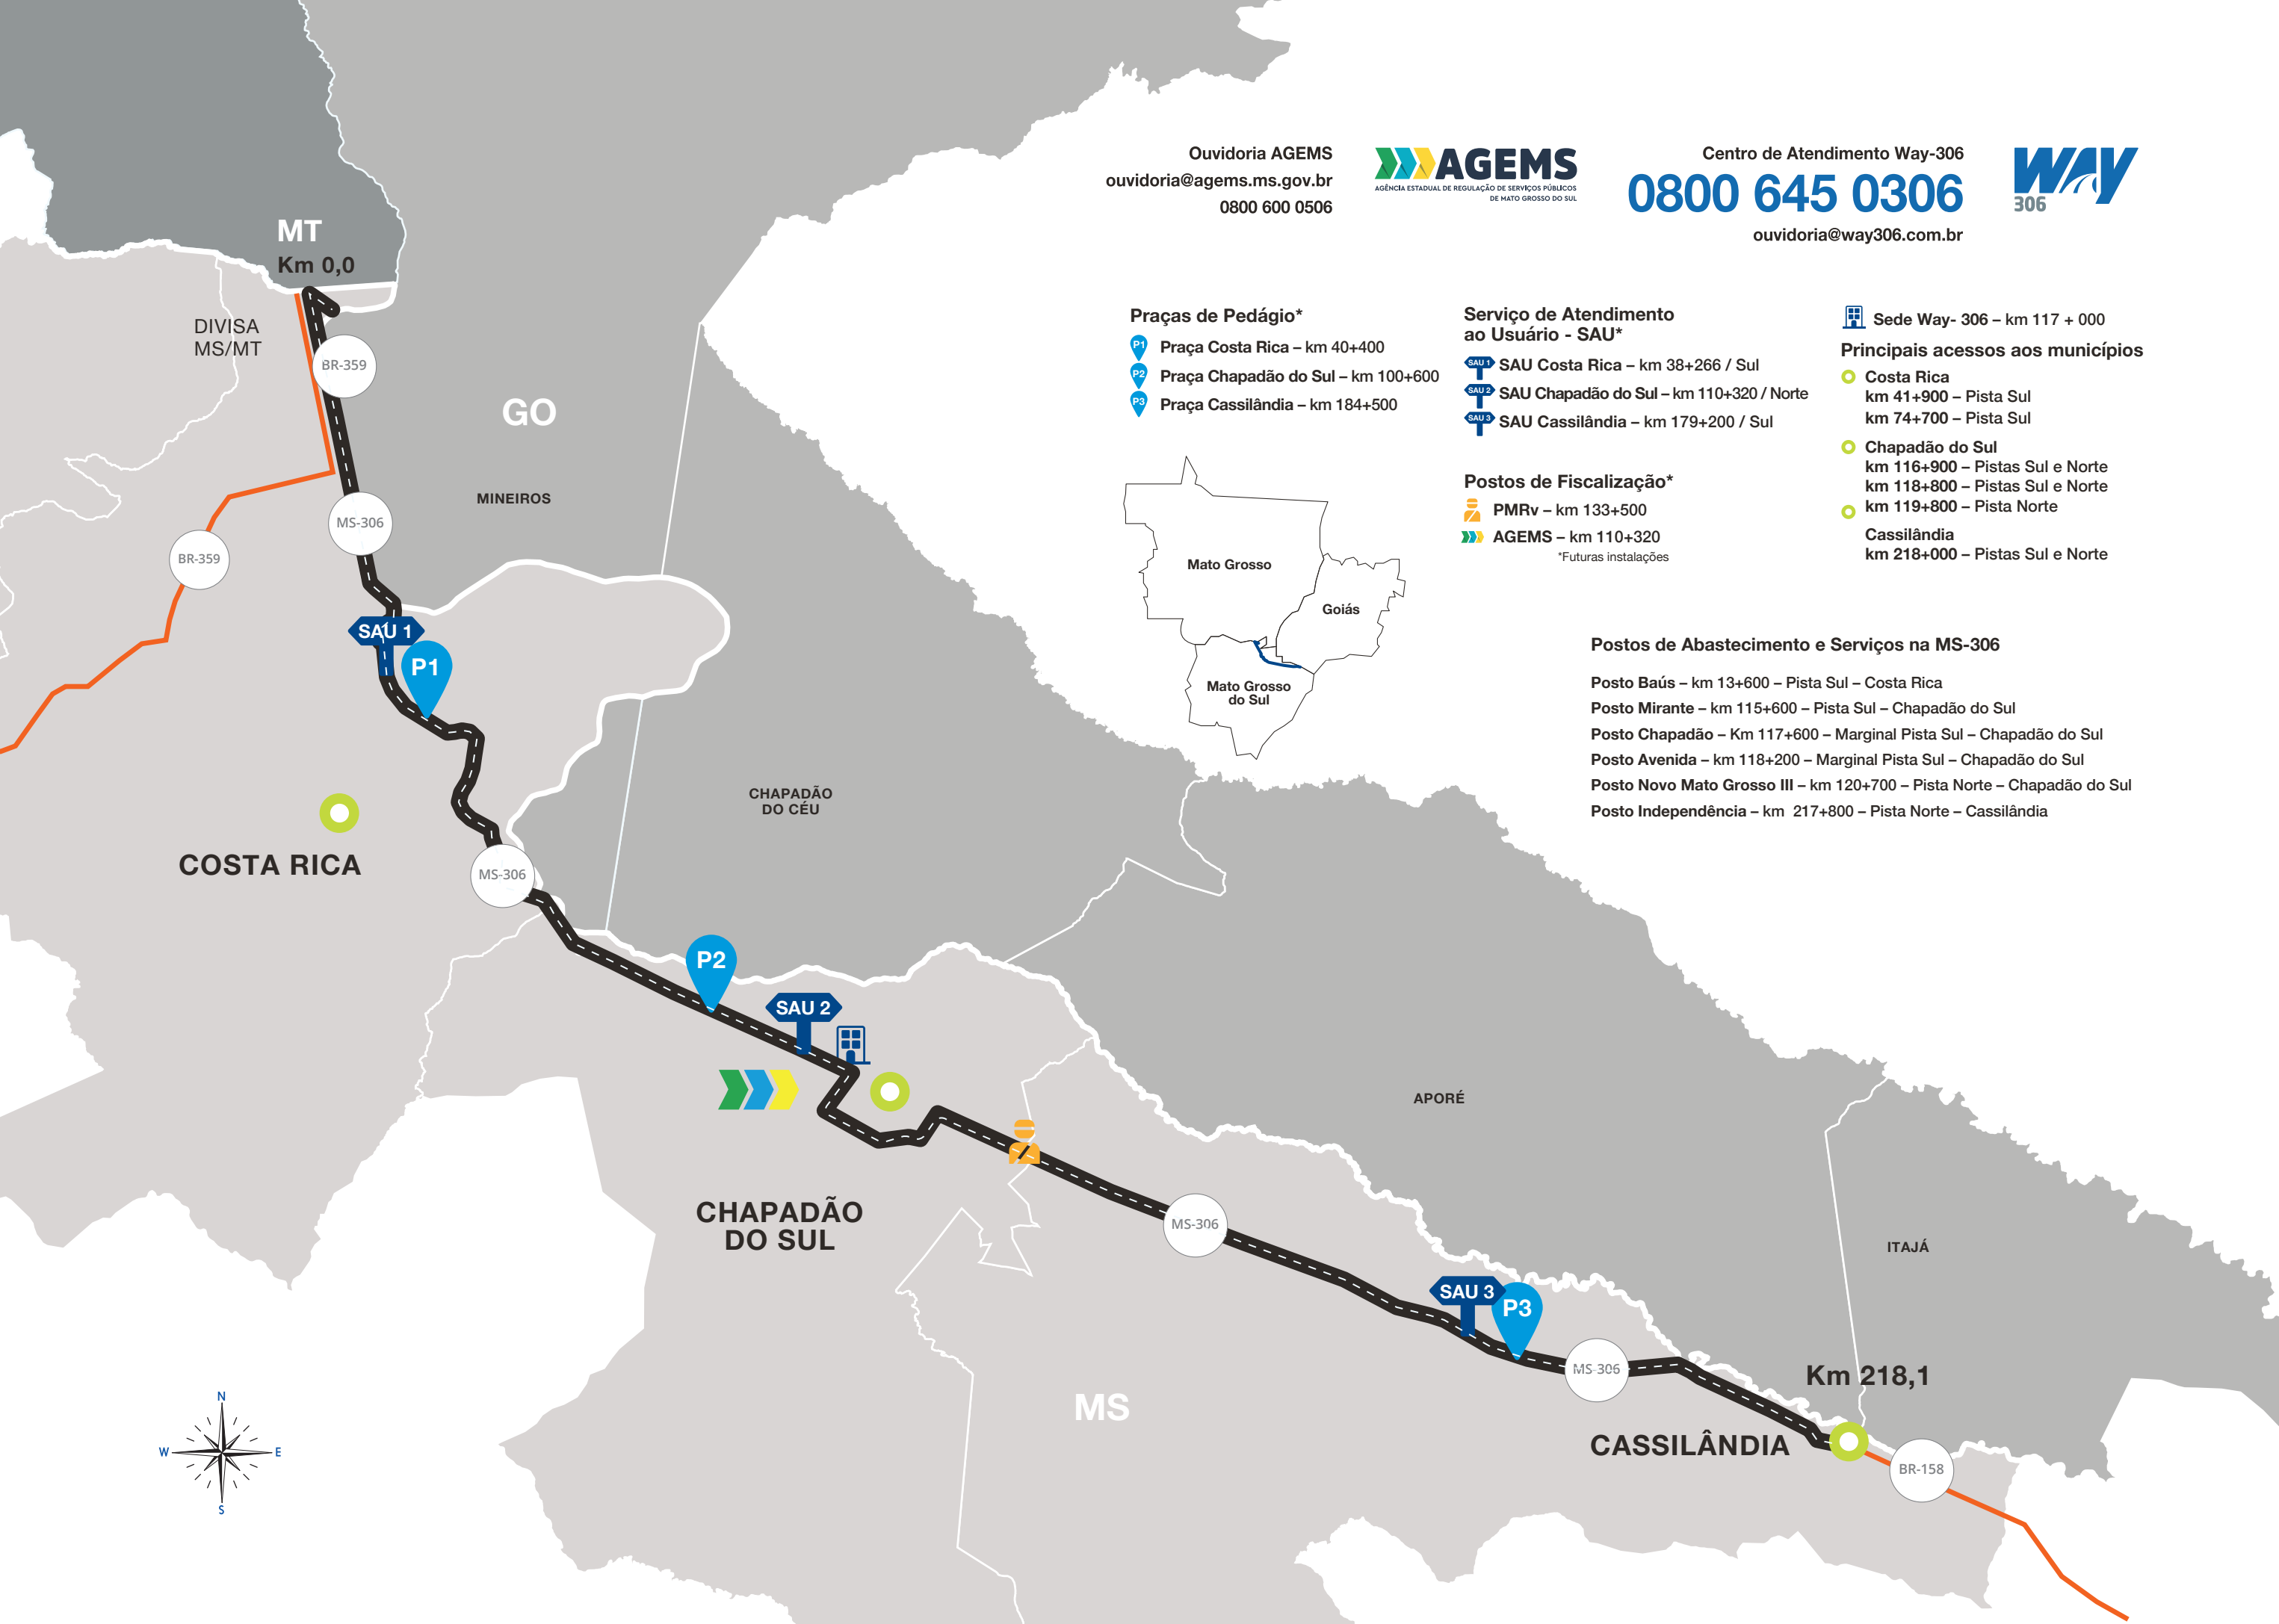 Ouvidoria AGEMS
ouvidoria@agems.ms.gov.br
0800 600 0506
AGEMS
AGÊNCIA ESTADUAL DE REGULAÇÃO DE SERVIÇOS PÚBLICOS
DE MATO GROSSO DO SUL
Centro de Atendimento Way-306
0800 645 0306
ouvidoria@way306.com.br
WAY
306
Praças de Pedágio*
P1 Praça Costa Rica – km 40+400
P2 Praça Chapadão do Sul – km 100+600
P3 Praça Cassilândia – km 184+500
Serviço de Atendimento
ao Usuário - SAU*
SAU 1 SAU Costa Rica – km 38+266 / Sul
SAU 2 SAU Chapadão do Sul – km 110+320 / Norte
SAU 3 SAU Cassilândia – km 179+200 / Sul
Postos de Fiscalização*
PMRv – km 133+500
AGEMS – km 110+320
*Futuras instalações
Sede Way- 306 – km 117 + 000
Principais acessos aos municípios
Costa Rica
km 41+900 – Pista Sul
km 74+700 – Pista Sul
Chapadão do Sul
km 116+900 – Pistas Sul e Norte
km 118+800 – Pistas Sul e Norte
km 119+800 – Pista Norte
Cassilândia
km 218+000 – Pistas Sul e Norte
Mato Grosso
Goiás
Mato Grosso
do Sul
Postos de Abastecimento e Serviços na MS-306
Posto Baús – km 13+600 – Pista Sul – Costa Rica
Posto Mirante – km 115+600 – Pista Sul – Chapadão do Sul
Posto Chapadão – Km 117+600 – Marginal Pista Sul – Chapadão do Sul
Posto Avenida – km 118+200 – Marginal Pista Sul – Chapadão do Sul
Posto Novo Mato Grosso III – km 120+700 – Pista Norte – Chapadão do Sul
Posto Independência – km 217+800 – Pista Norte – Cassilândia
MT
Km 0,0
DIVISA
MS/MT
BR-359
GO
MINEIROS
MS-306
BR-359
SAU 1
P1
CHAPADÃO
DO CÉU
COSTA RICA
MS-306
P2
SAU 2
APORÉ
CHAPADÃO
DO SUL
MS-306
ITAJÁ
SAU 3
P3
MS-306
Km 218,1
MS
CASSILÂNDIA
BR-158
N
W
E
S